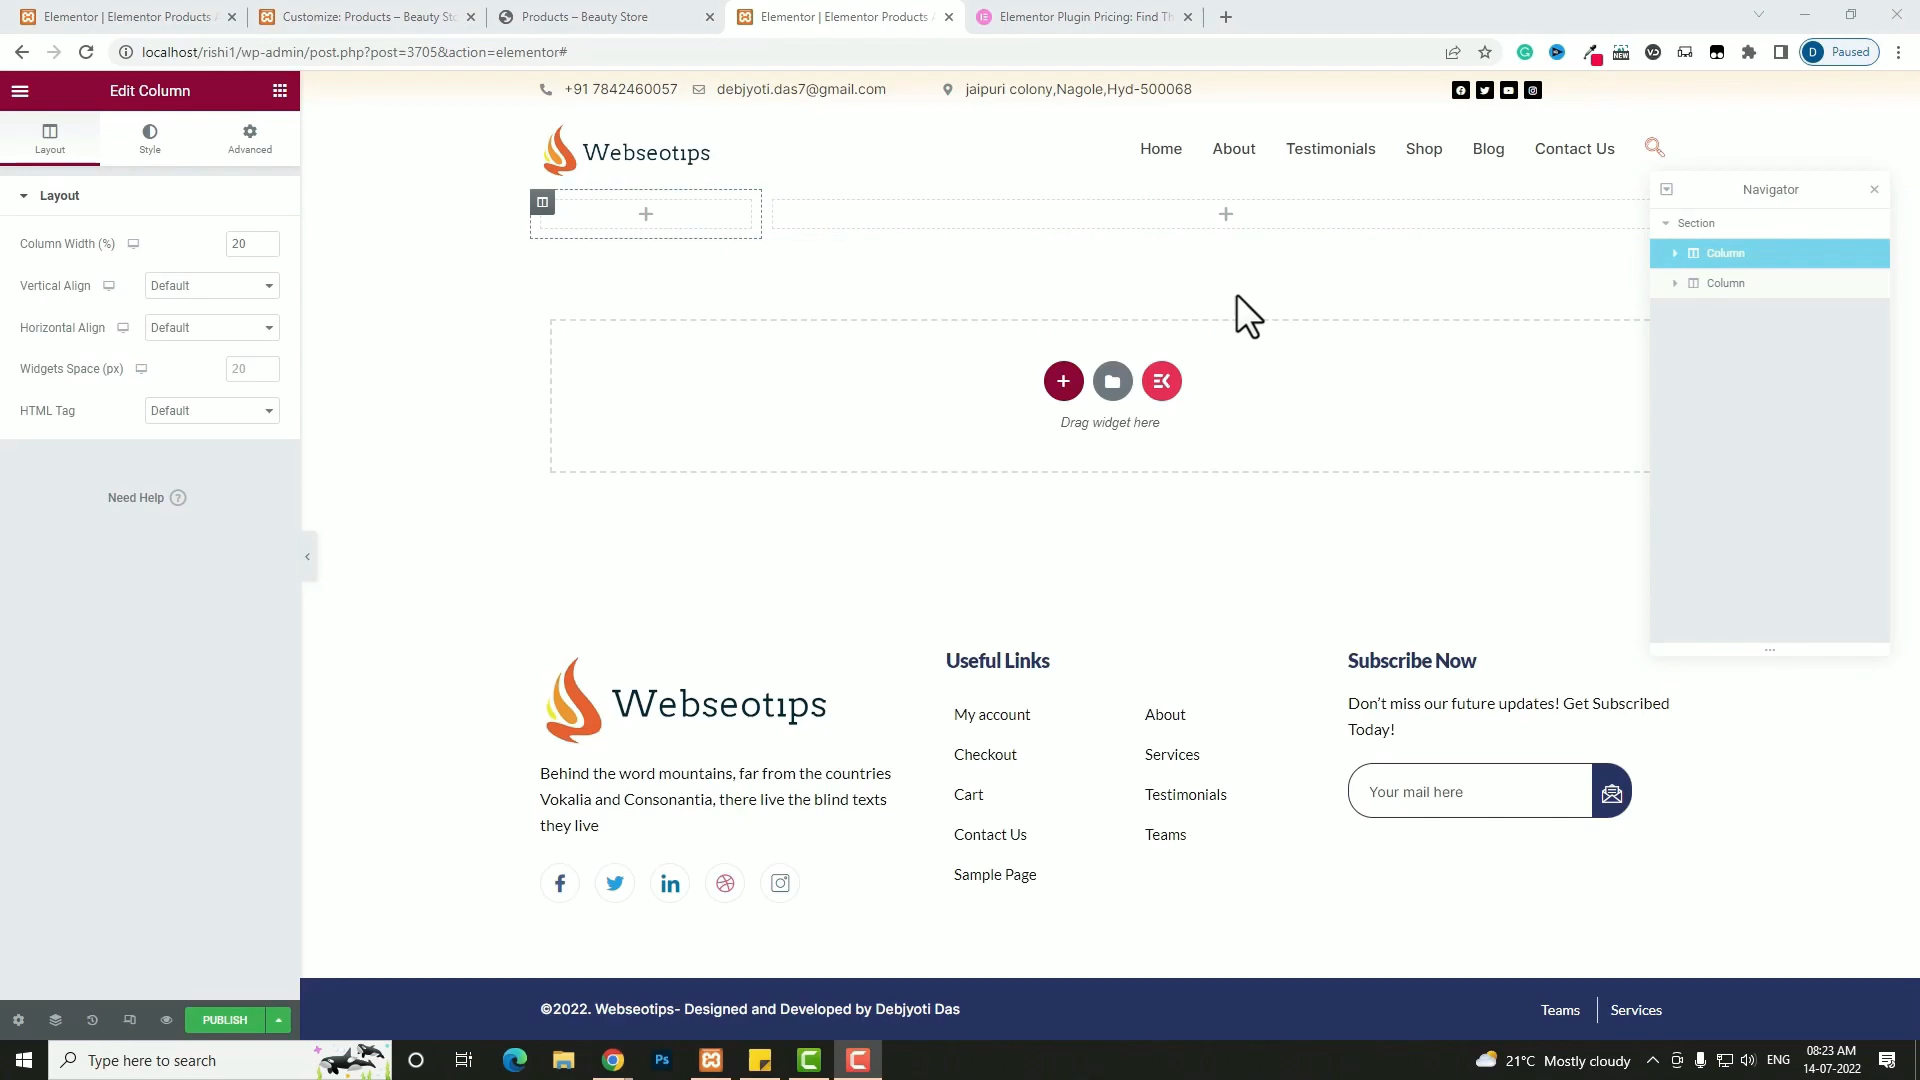 Elementor | Elementor Products A
Customize: Products – Beauty Sto
Products – Beauty Store
Elementor | Elementor Products A
Elementor Plugin Pricing: Find Th
localhost/rishi1/wp-admin/post.php?post=3705&action=elementor#
NEW
D
Paused
Edit Column
Layout
Style
Advanced
Layout
Column Width (%)
20
Vertical Align
Default
Horizontal Align
Default
Widgets Space (px)
20
HTML Tag
Default
Need Help
PUBLISH
+91 7842460057
debjyoti.das7@gmail.com
jaipuri colony,Nagole,Hyd-500068
Webseotips
Home
About
Testimonials
Shop
Blog
Contact Us
Navigator
Section
Column
Column
Drag widget here
Webseotips
Behind the word mountains, far from the countries
Vokalia and Consonantia, there live the blind texts
they live
Useful Links
My account
About
Checkout
Services
Cart
Testimonials
Contact Us
Teams
Sample Page
Subscribe Now
Don't miss our future updates! Get Subscribed
Today!
Your mail here
©2022. Webseotips- Designed and Developed by Debjyoti Das
Teams
Services
Type here to search
Ps
21°C Mostly cloudy
ENG
08:23 AM
14-07-2022